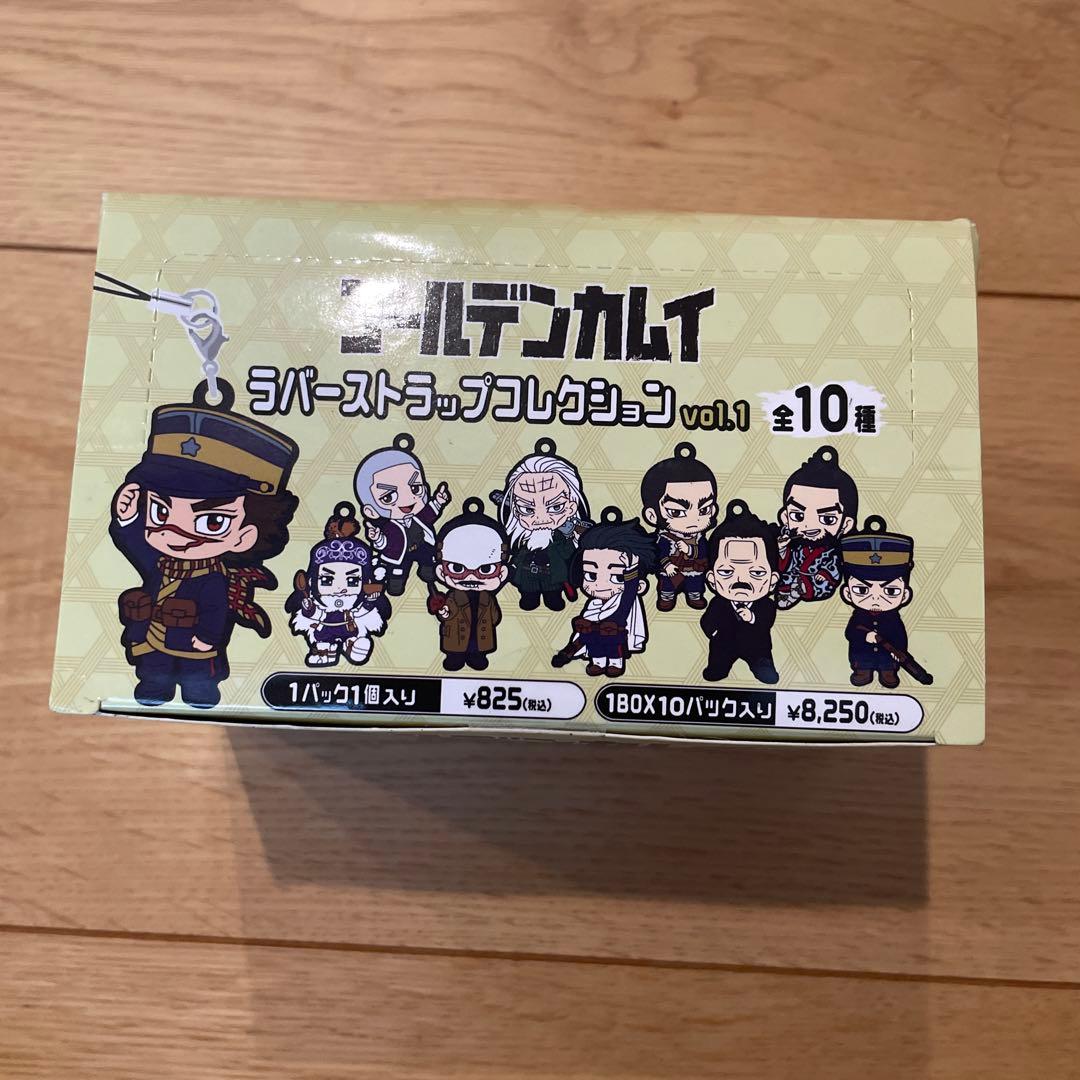 ゴールデンカムイ
ラバーストラップコレクション vol.1 全10種
1パック1個入り ¥825(税込)
1BOX10パック入り ¥8,250(税込)